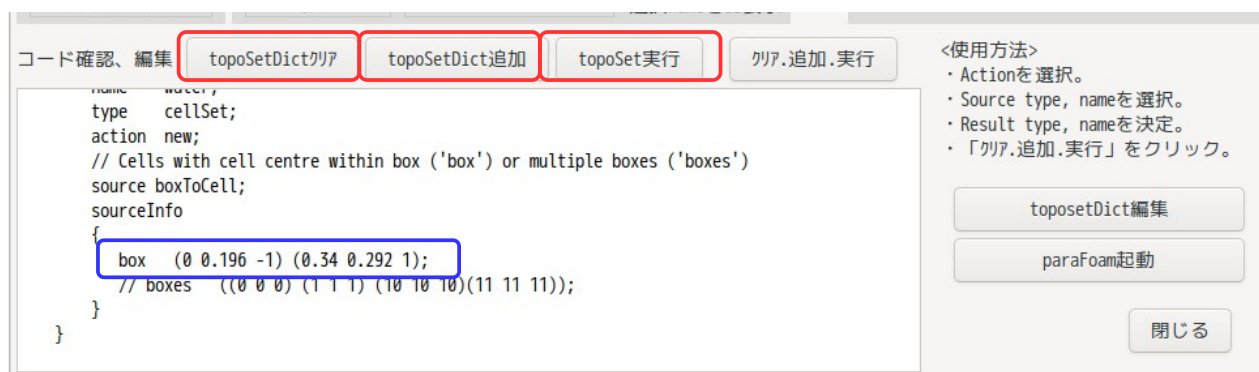 コード確認、編集 toposetDictｸﾘｱ topoSetDict追加 topoSet実行 ｸﾘｱ.追加.実行
type cellSet;
action new;
// Cells with cell centre within box ('box') or multiple boxes ('boxes')
source boxToCell;
sourceInfo
{
box (0 0.196 -1) (0.34 0.292 1);
// boxes ((0 0 0) (1 1 1) (10 10 10)(11 11 11));
}
}
<使用方法>
・Actionを選択。
・Source type, nameを選択。
・Result type, nameを決定。
・「ｸﾘｱ.追加.実行」をクリック。
toposetDict編集
paraFoam起動
閉じる